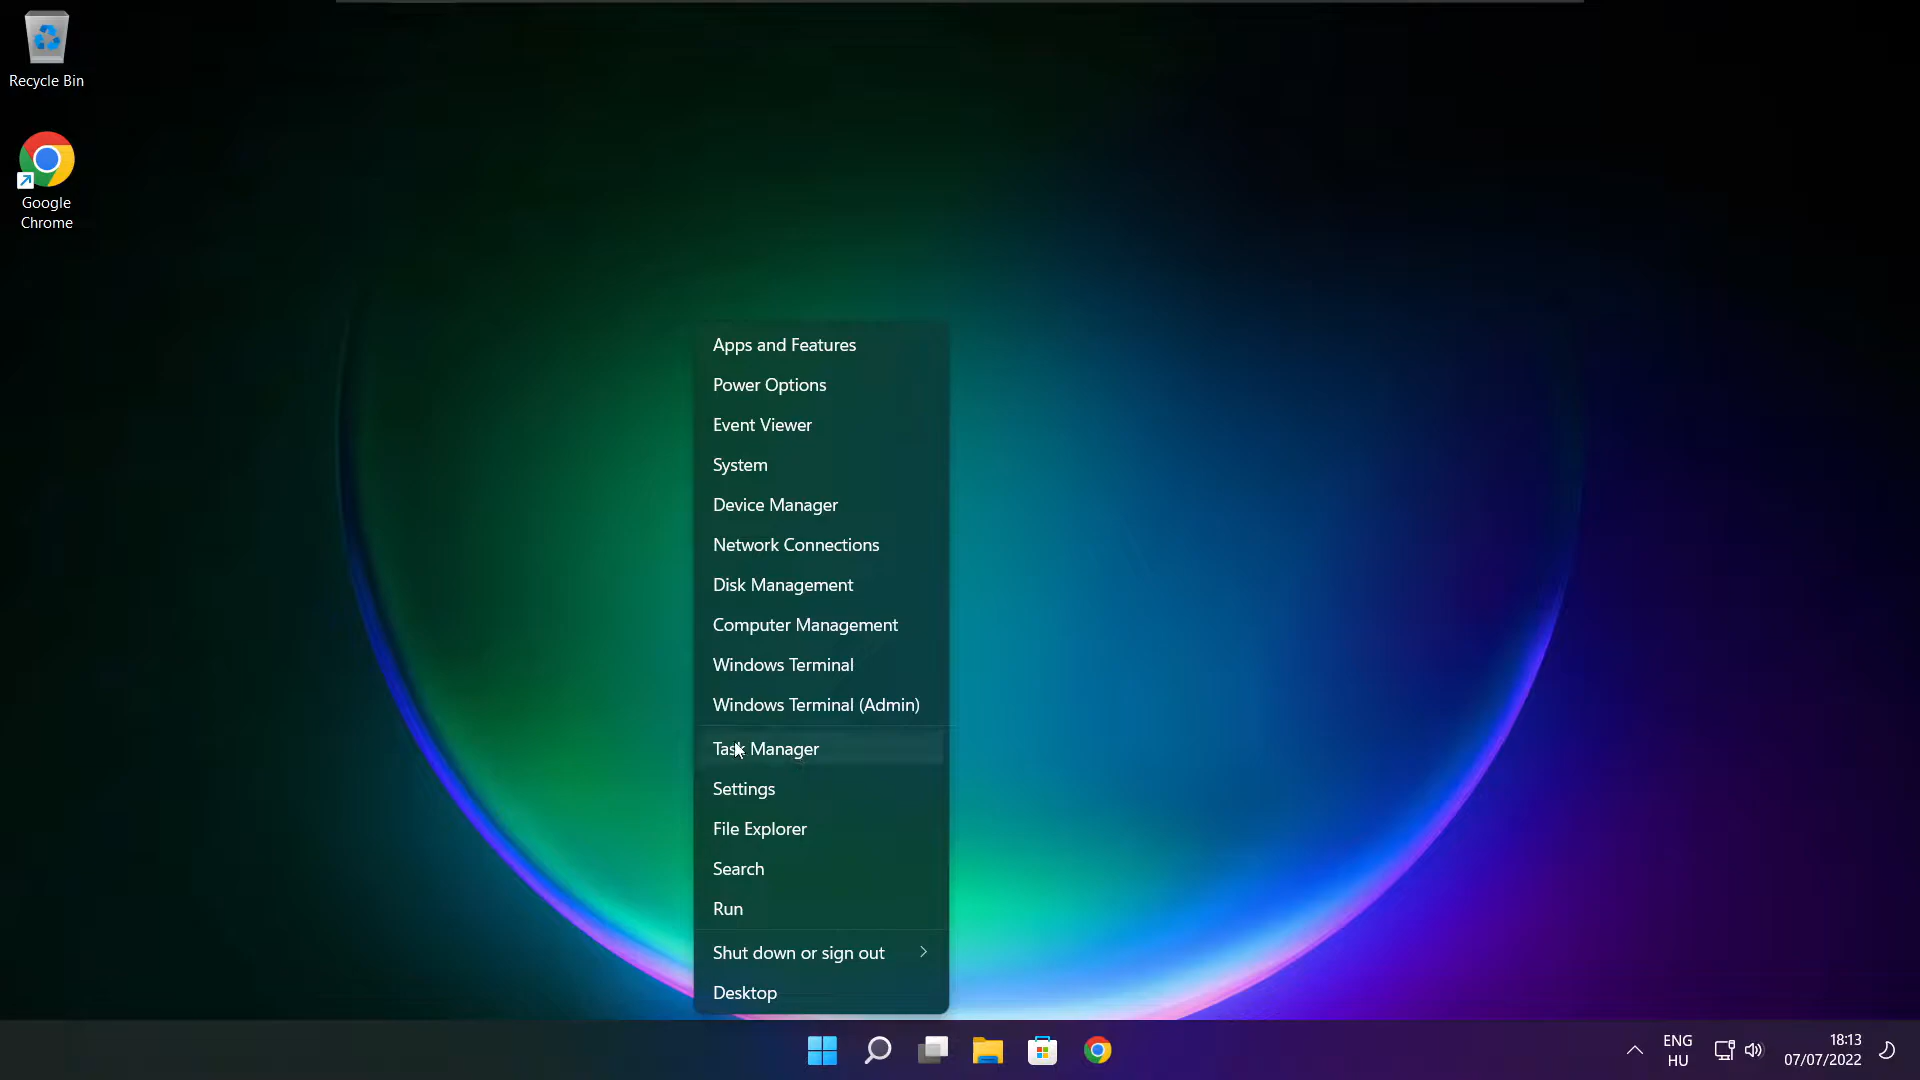 Recycle Bin
Google
Chrome
Apps and Features
Power Options
Event Viewer
System
Device Manager
Network Connections
Disk Management
Computer Management
Windows Terminal
Windows Terminal (Admin)
Task Manager
Settings
File Explorer
Search
Run
Shut down or sign out
Desktop
ENG
HU
18:13
07/07/2022